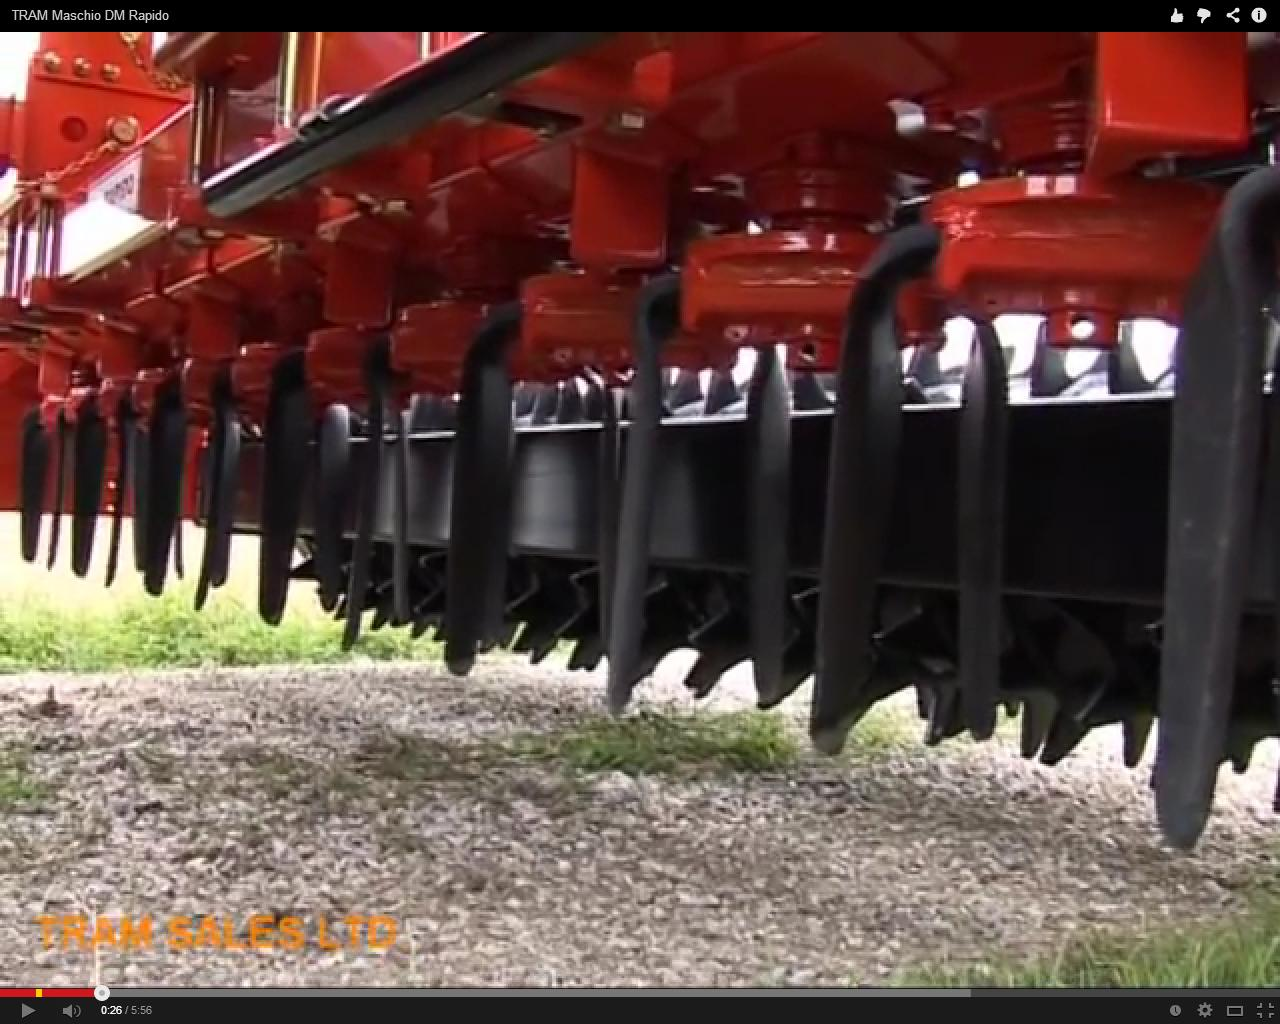 TRAM Maschio DM Rapido
TRAM SALES LTD
0:26 / 5:56